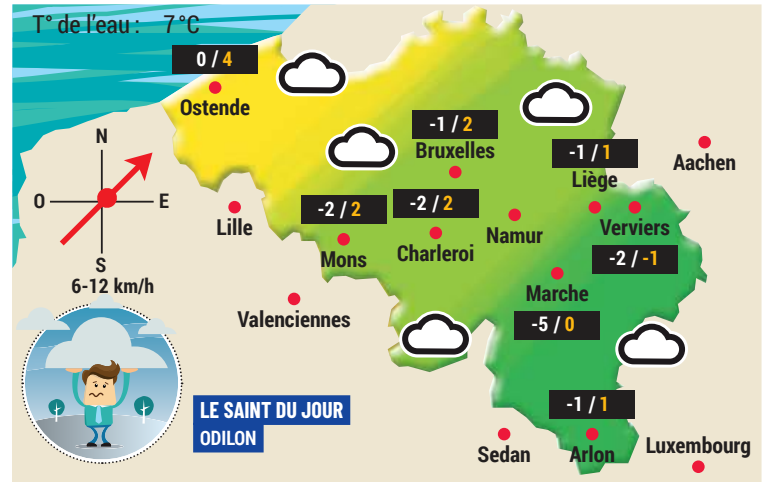 T° de l'eau : 7 °C
0 / 4
Ostende
-1 / 2
Bruxelles
-1 / 1
Liège
Aachen
N
O
E
S
6-12 km/h
Lille
-2 / 2
Mons
-2 / 2
Charleroi
Namur
Verviers
-2 / -1
Marche
-5 / 0
Valenciennes
LE SAINT DU JOUR
ODILON
-1 / 1
Sedan
Arlon
Luxembourg